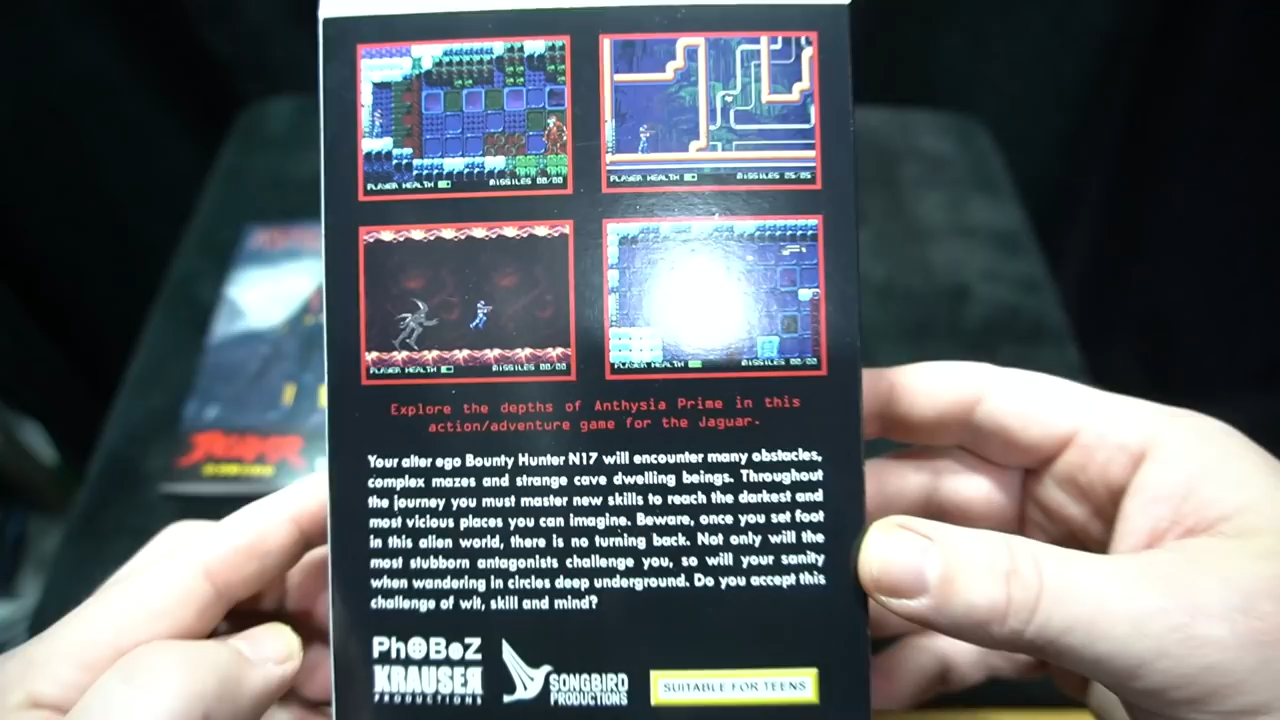 PLAYER HEALTH MISSILES 00/00
PLAYER HEALTH MISSILES 25/25
PLAYER HEALTH MISSILES 00/00
PLAYER HEALTH MISSILES 00/00
Explore the depths of Anthysia Prime in this
action/adventure game for the Jaguar.
Your alter ego Bounty Hunter N17 will encounter many obstacles,
complex mazes and strange cave dwelling beings. Throughout
the journey you must master new skills to reach the darkest and
most vicious places you can imagine. Beware, once you set foot
in this alien world, there is no turning back. Not only will the
most stubborn antagonists challenge you, so will your sanity
when wandering in circles deep underground. Do you accept this
challenge of wit, skill and mind?
PhOBoZ
KRAUSER
PRODUCTIONS
SONGBIRD
PRODUCTIONS
SUITABLE FOR TEENS
JAGUAR